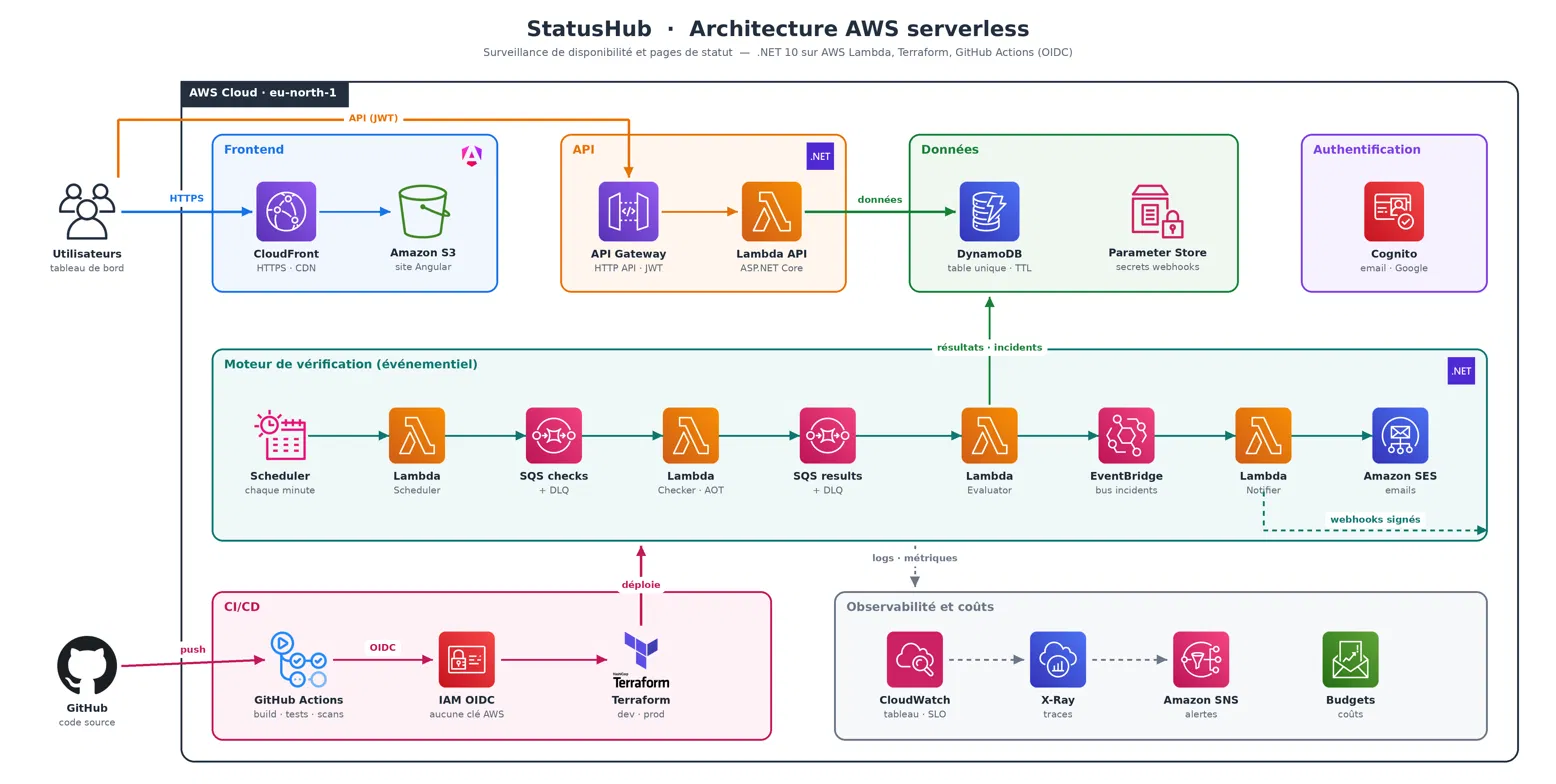 StatusHub · Architecture AWS serverless
Surveillance de disponibilité et pages de statut — .NET 10 sur AWS Lambda, Terraform, GitHub Actions (OIDC)
AWS Cloud · eu-north-1
API (JWT)
HTTPS
Utilisateurs
tableau de bord
Frontend
CloudFront
HTTPS · CDN
Amazon S3
site Angular
API
.NET
API Gateway
HTTP API · JWT
Lambda API
ASP.NET Core
données
Données
DynamoDB
table unique · TTL
Parameter Store
secrets webhooks
Authentification
Cognito
email · Google
résultats · incidents
Moteur de vérification (événementiel)
.NET
Scheduler
chaque minute
Lambda
Scheduler
SQS checks
+ DLQ
Lambda
Checker · AOT
SQS results
+ DLQ
Lambda
Evaluator
EventBridge
bus incidents
Lambda
Notifier
Amazon SES
emails
webhooks signés
déploie
logs · métriques
GitHub
code source
push
CI/CD
GitHub Actions
build · tests · scans
OIDC
IAM OIDC
aucune clé AWS
HashiCorp
Terraform
Terraform
dev · prod
Observabilité et coûts
CloudWatch
tableau · SLO
X-Ray
traces
Amazon SNS
alertes
Budgets
coûts